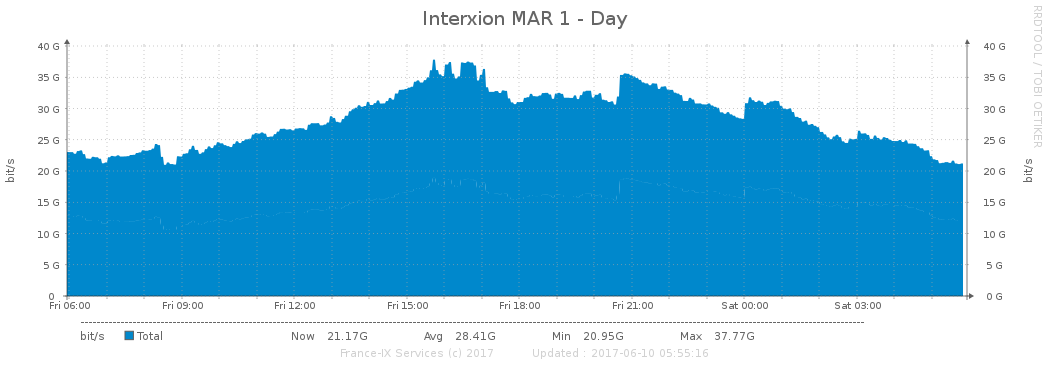 Interxion MAR 1 - Day
RRDTOOL / TOBI OETIKER
40 G 40 G
35 G 35 G
30 G 30 G
25 G 25 G
20 G 20 G
15 G 15 G
10 G 10 G
5 G 5 G
0 0 G
bit/s bit/s
Fri 06:00 Fri 09:00 Fri 12:00 Fri 15:00 Fri 18:00 Fri 21:00 Sat 00:00 Sat 03:00
bit/s Total Now 21.17G Avg 28.41G Min 20.95G Max 37.77G
France-IX Services (c) 2017 Updated : 2017-06-10 05:55:16